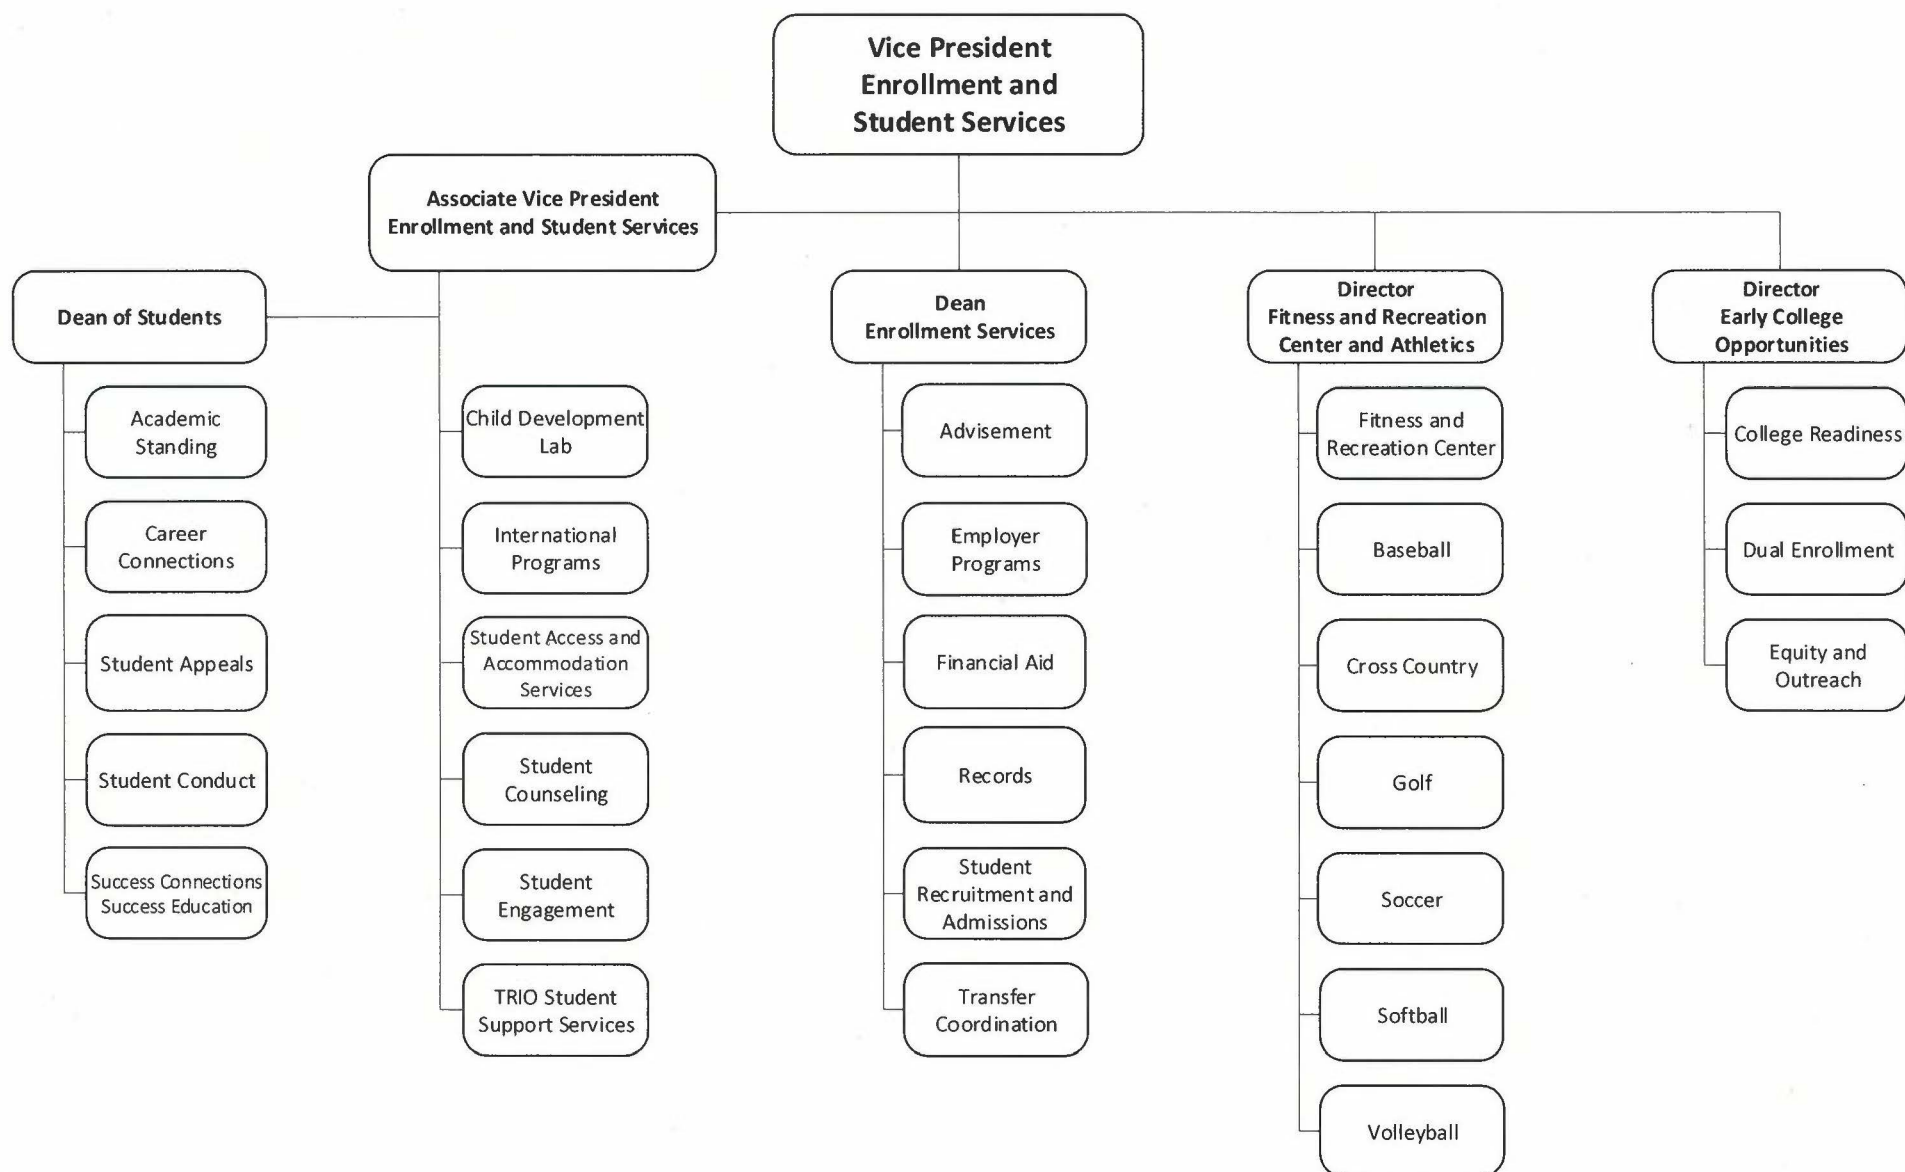 Vice President
Enrollment and
Student Services
Associate Vice President
Enrollment and Student Services
Dean of Students
Academic
Standing
Career
Connections
Student Appeals
Student Conduct
Success Connections
Success Education
Child Development
Lab
International
Programs
Student Access and
Accommodation
Services
Student
Counseling
Student
Engagement
TRIO Student
Support Services
Dean
Enrollment Services
Advisement
Employer
Programs
Financial Aid
Records
Student
Recruitment and
Admissions
Transfer
Coordination
Director
Fitness and Recreation
Center and Athletics
Fitness and
Recreation Center
Baseball
Cross Country
Golf
Soccer
Softball
Volleyball
Director
Early College
Opportunities
College Readiness
Dual Enrollment
Equity and
Outreach